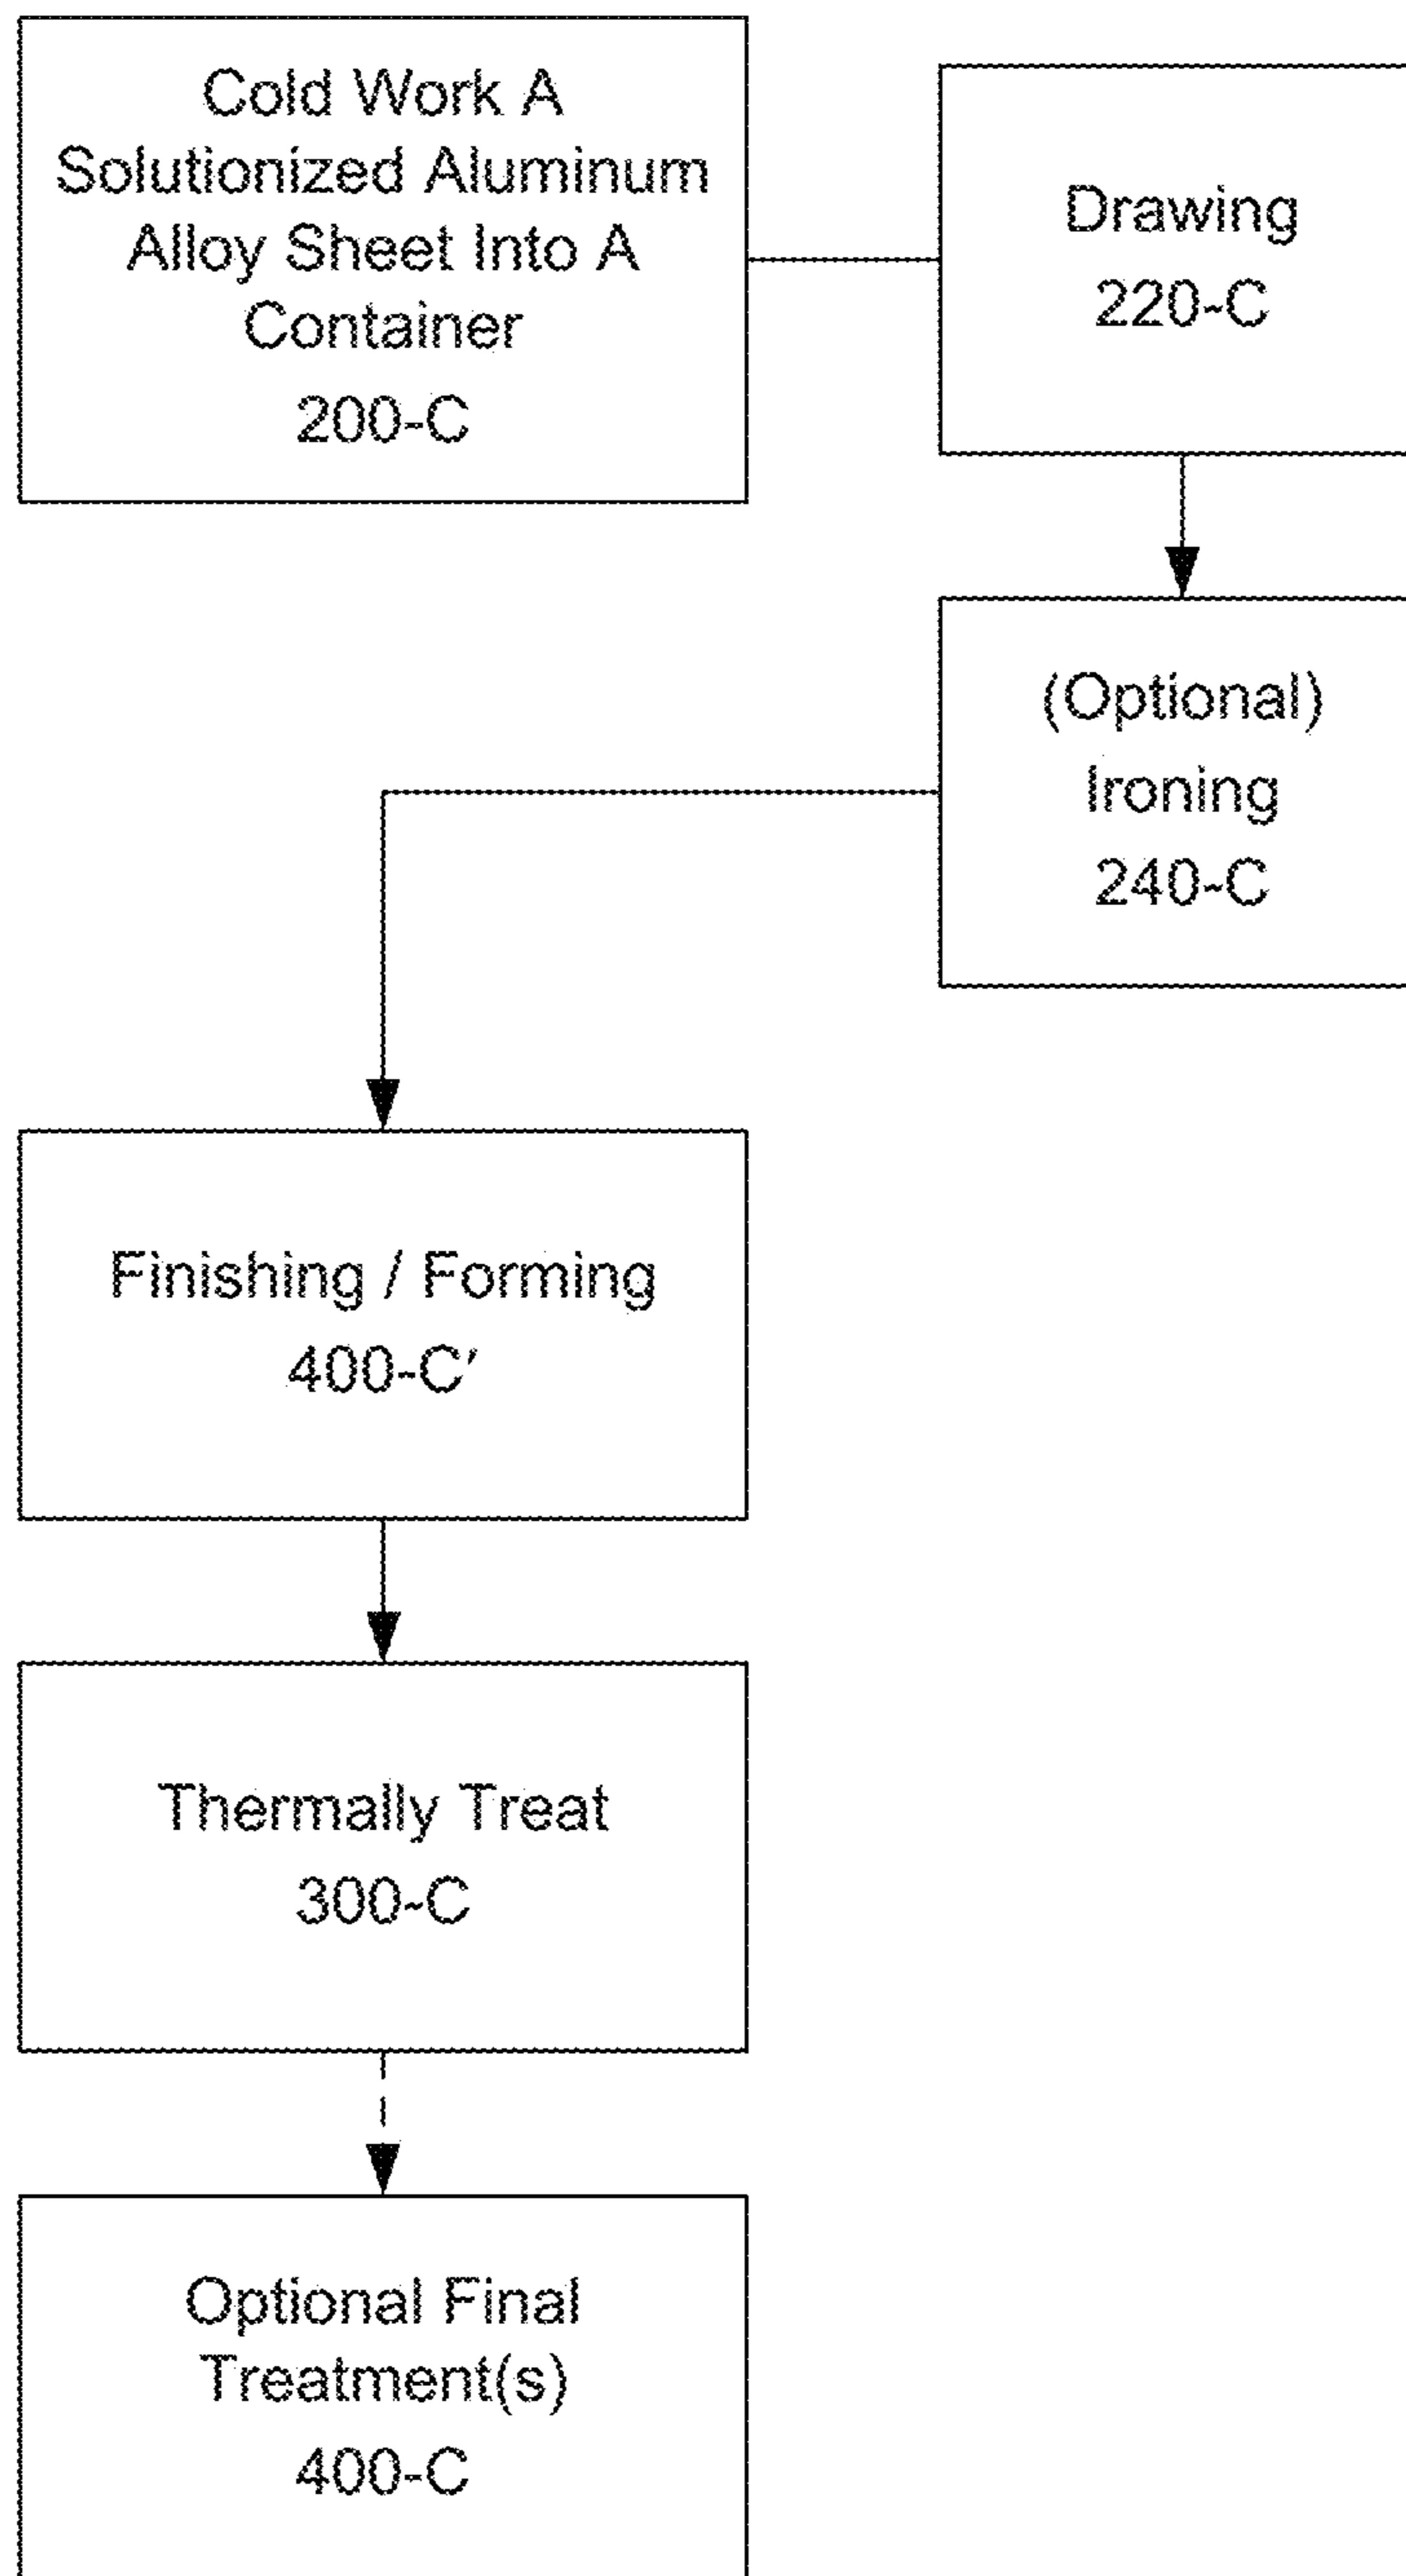 Cold Work A
Solutionized Aluminum
Alloy Sheet Into A
Container
200-C
Drawing
220-C
(Optional)
Ironing
240-C
Finishing / Forming
400-C'
Thermally Treat
300-C
Optional Final
Treatment(s)
400-C